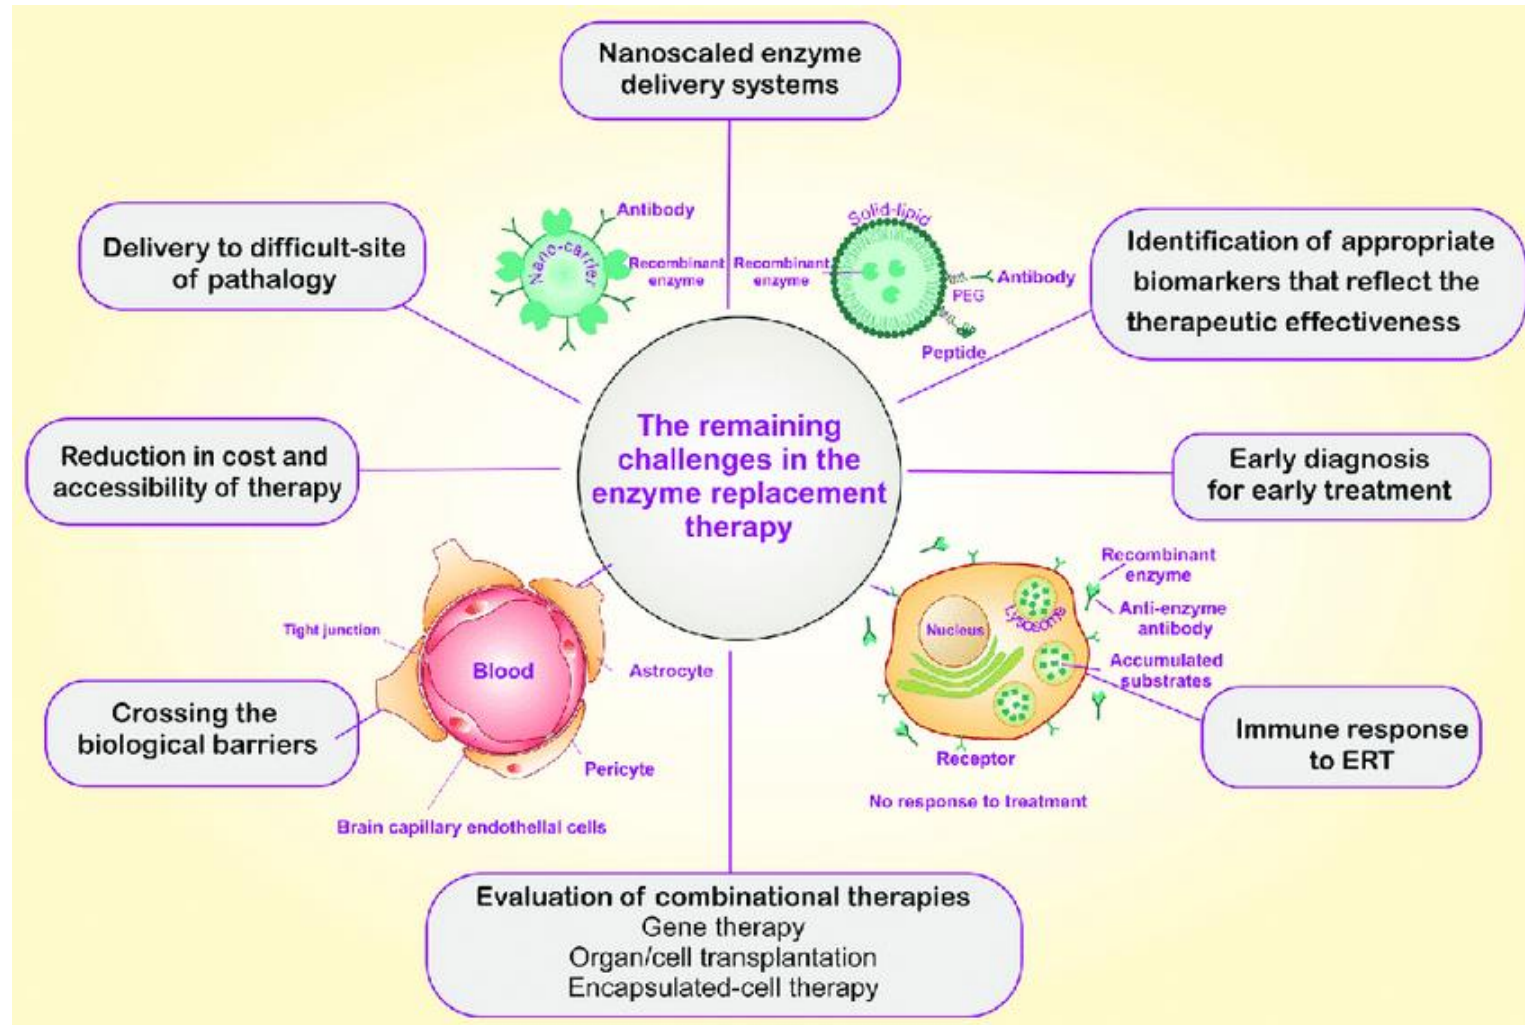 Nanoscaled enzyme
delivery systems
Antibody
Nano-carrier
Recombinant
enzyme
Solid-lipid
Recombinant
enzyme
Antibody
PEG
Peptide
Delivery to difficult-site
of pathalogy
Identification of appropriate
biomarkers that reflect the
therapeutic effectiveness
The remaining
challenges in the
enzyme replacement
therapy
Reduction in cost and
accessibility of therapy
Early diagnosis
for early treatment
Tight junction
Blood
Astrocyte
Pericyte
Brain capillary endothellal cells
Crossing the
biological barriers
Recombinant
enzyme
Anti-enzyme
antibody
Lysosome
Nucleus
Accumulated
substrates
Receptor
No response to treatment
Immune response
to ERT
Evaluation of combinational therapies
Gene therapy
Organ/cell transplantation
Encapsulated-cell therapy